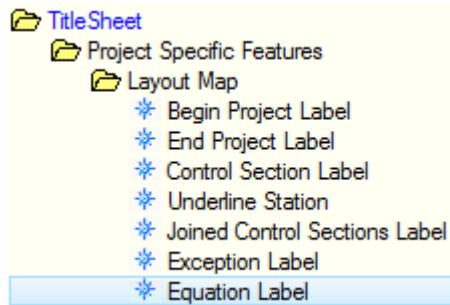 TitleSheet
Project Specific Features
Layout Map
Begin Project Label
End Project Label
Control Section Label
Underline Station
Joined Control Sections Label
Exception Label
Equation Label